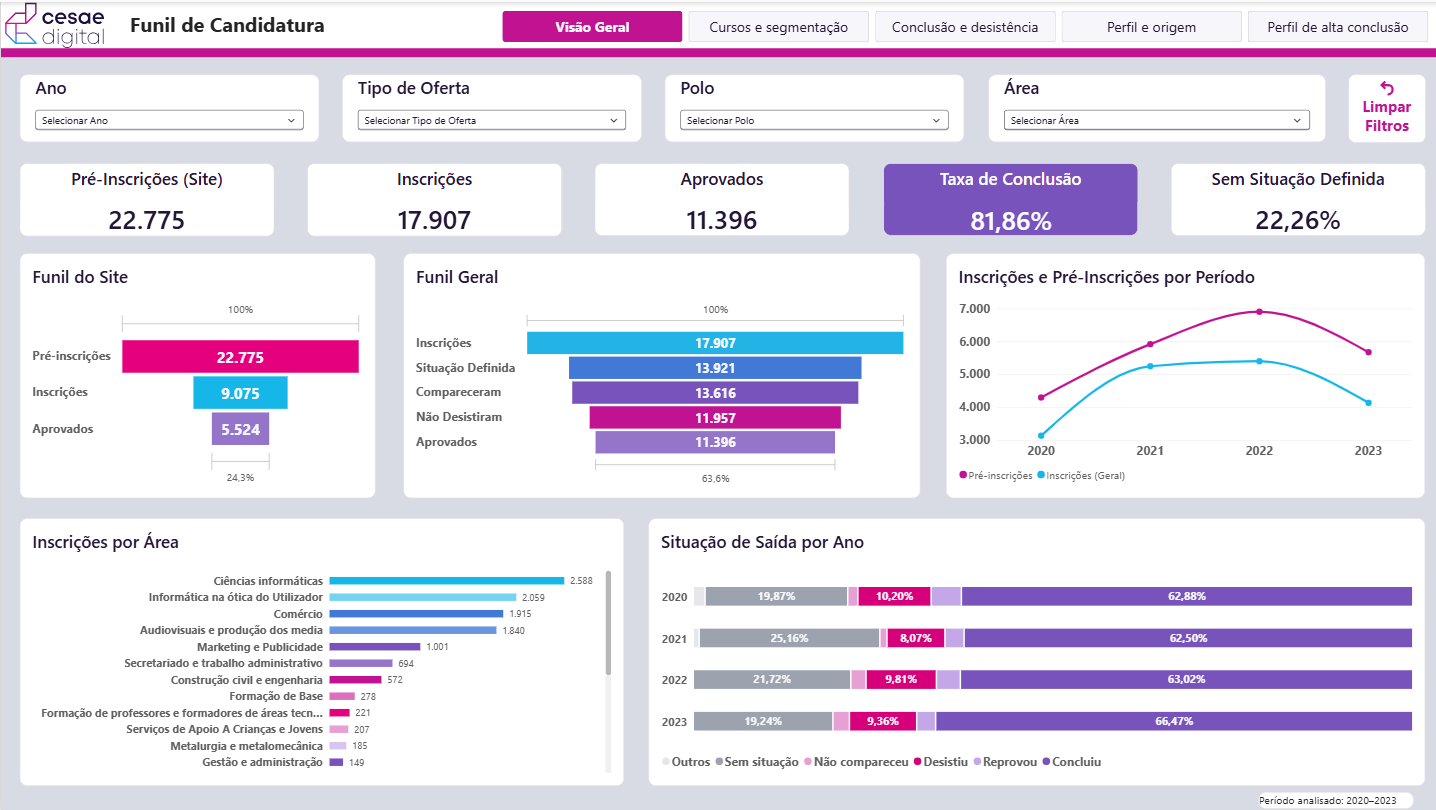 cesae
digital
Funil de Candidatura
Visão Geral
Cursos e segmentação
Conclusão e desistência
Perfil e origem
Perfil de alta conclusão
Ano
Selecionar Ano
Tipo de Oferta
Selecionar Tipo de Oferta
Polo
Selecionar Polo
Área
Selecionar Área
Limpar
Filtros
Pré-Inscrições (Site)
22.775
Inscrições
17.907
Aprovados
11.396
Taxa de Conclusão
81,86%
Sem Situação Definida
22,26%
Funil do Site
100%
Pré-inscrições 22.775
Inscrições 9.075
Aprovados 5.524
24,3%
Funil Geral
100%
Inscrições 17.907
Situação Definida 13.921
Compareceram 13.616
Não Desistiram 11.957
Aprovados 11.396
63,6%
Inscrições e Pré-Inscrições por Período
7.000
6.000
5.000
4.000
3.000
2020 2021 2022 2023
Pré-inscrições Inscrições (Geral)
Inscrições por Área
Ciências informáticas 2.588
Informática na ótica do Utilizador 2.059
Comércio 1.915
Audiovisuais e produção dos media 1.840
Marketing e Publicidade 1.001
Secretariado e trabalho administrativo 694
Construção civil e engenharia 572
Formação de Base 278
Formação de professores e formadores de áreas tecn... 221
Serviços de Apoio A Crianças e Jovens 207
Metalurgia e metalomecânica 185
Gestão e administração 149
Situação de Saída por Ano
2020 19,87% 10,20% 62,88%
2021 25,16% 8,07% 62,50%
2022 21,72% 9,81% 63,02%
2023 19,24% 9,36% 66,47%
Outros Sem situação Não compareceu Desistiu Reprovou Concluiu
Período analisado: 2020–2023